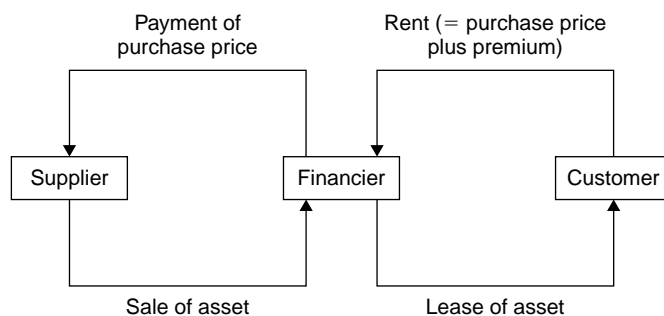 Payment of
purchase price
Rent (= purchase price
plus premium)
Supplier
Financier
Customer
Sale of asset
Lease of asset